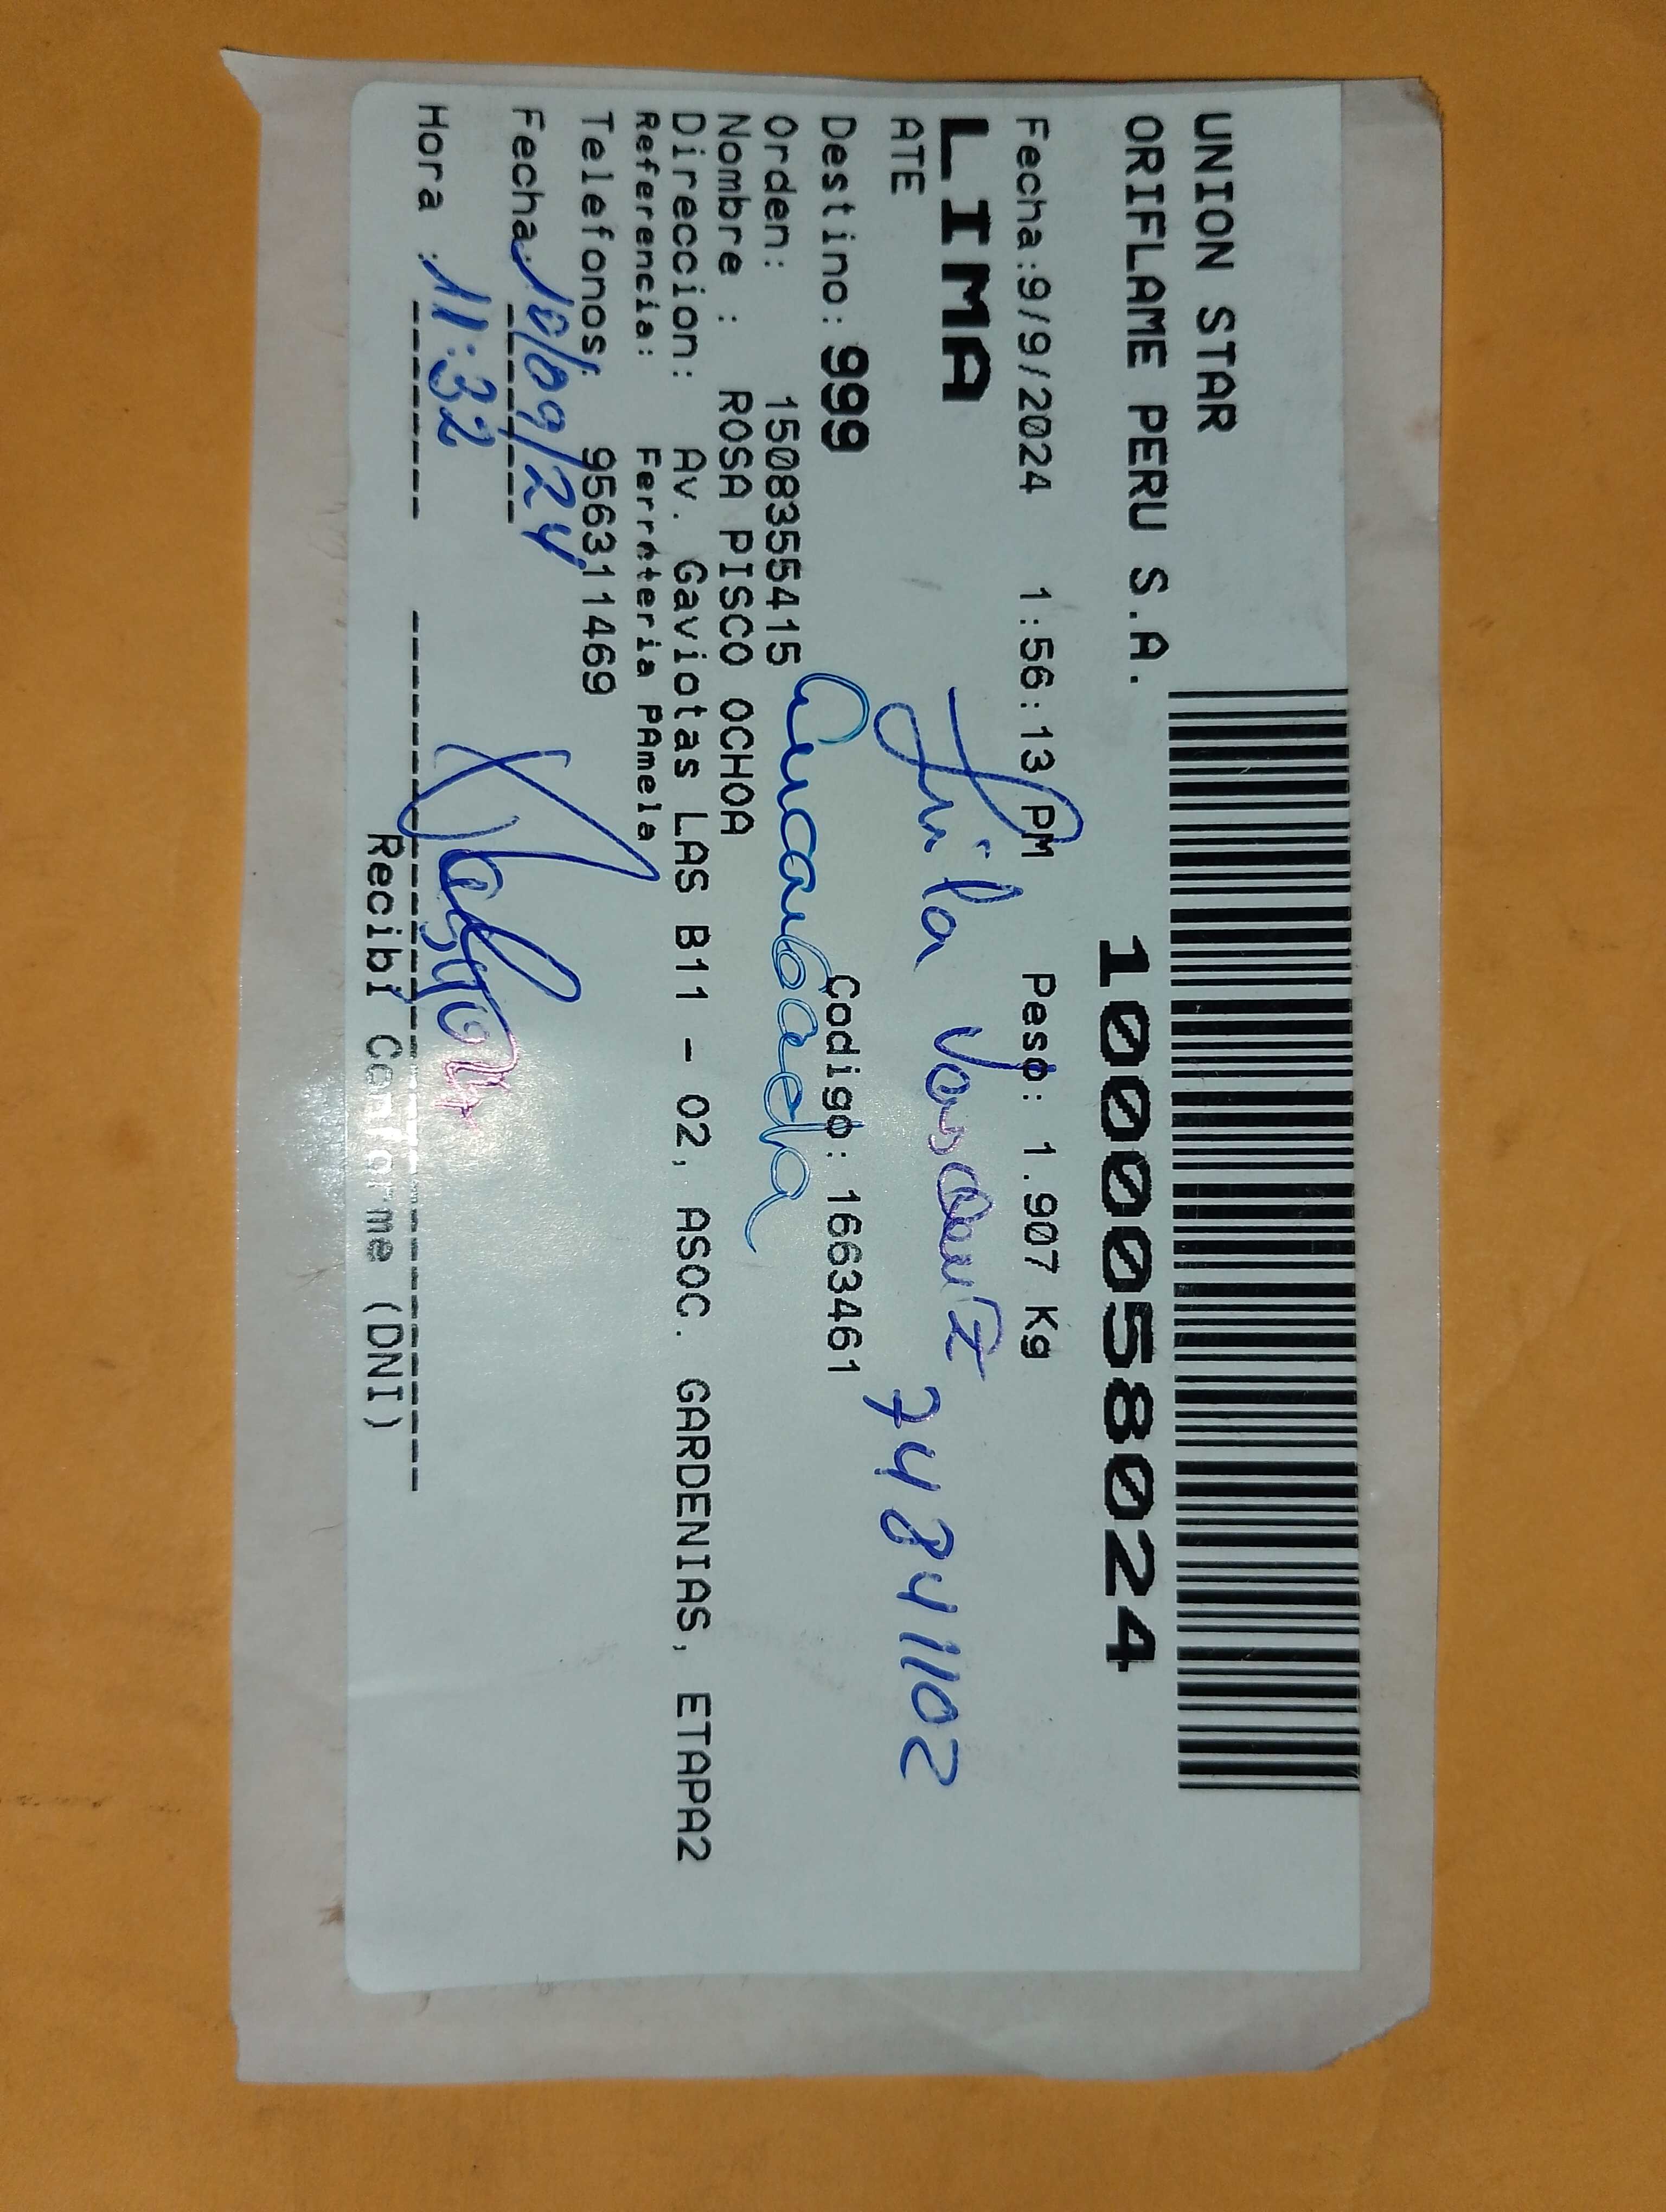 UNION STAR
ORIFLAME PERU S.A.
1000058024
Fecha:9/9/2024 1:56:13 PM Peso: 1.907 Kg
LIMA
ATE
74841102
Destino: 999 Codigo: 1663461
Orden: 1508355415
Nombre : ROSA PISCO OCHOA
Direccion: Av. Gaviotas LAS B11 - 02, ASOC. GARDENIAS, ETAPA2
Referencia: Ferreteria PAmela
Telefonos: 956311469
Fecha 10/09/24
Hora : 11:32
Recibí Conforme (DNI)